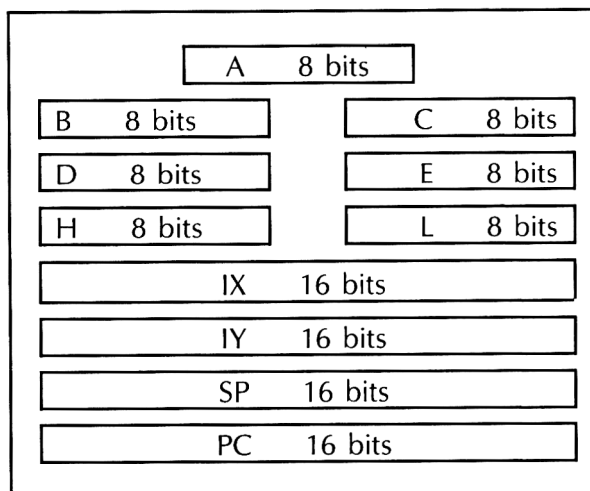 A 8 bits
B 8 bits C 8 bits
D 8 bits E 8 bits
H 8 bits L 8 bits
IX 16 bits
IY 16 bits
SP 16 bits
PC 16 bits